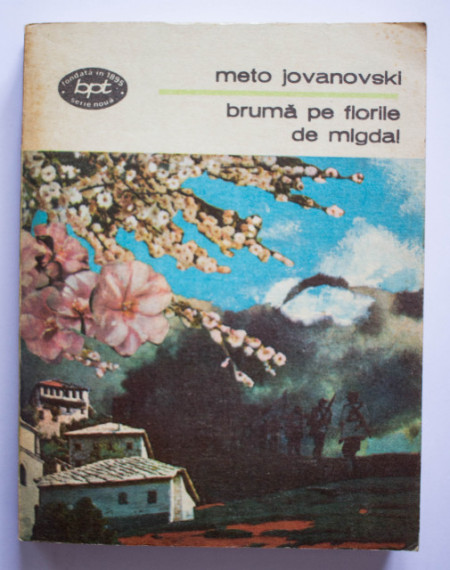 fondată în 1895
bpt
serie nouă
meto jovanovski
brumă pe florile
de migdal